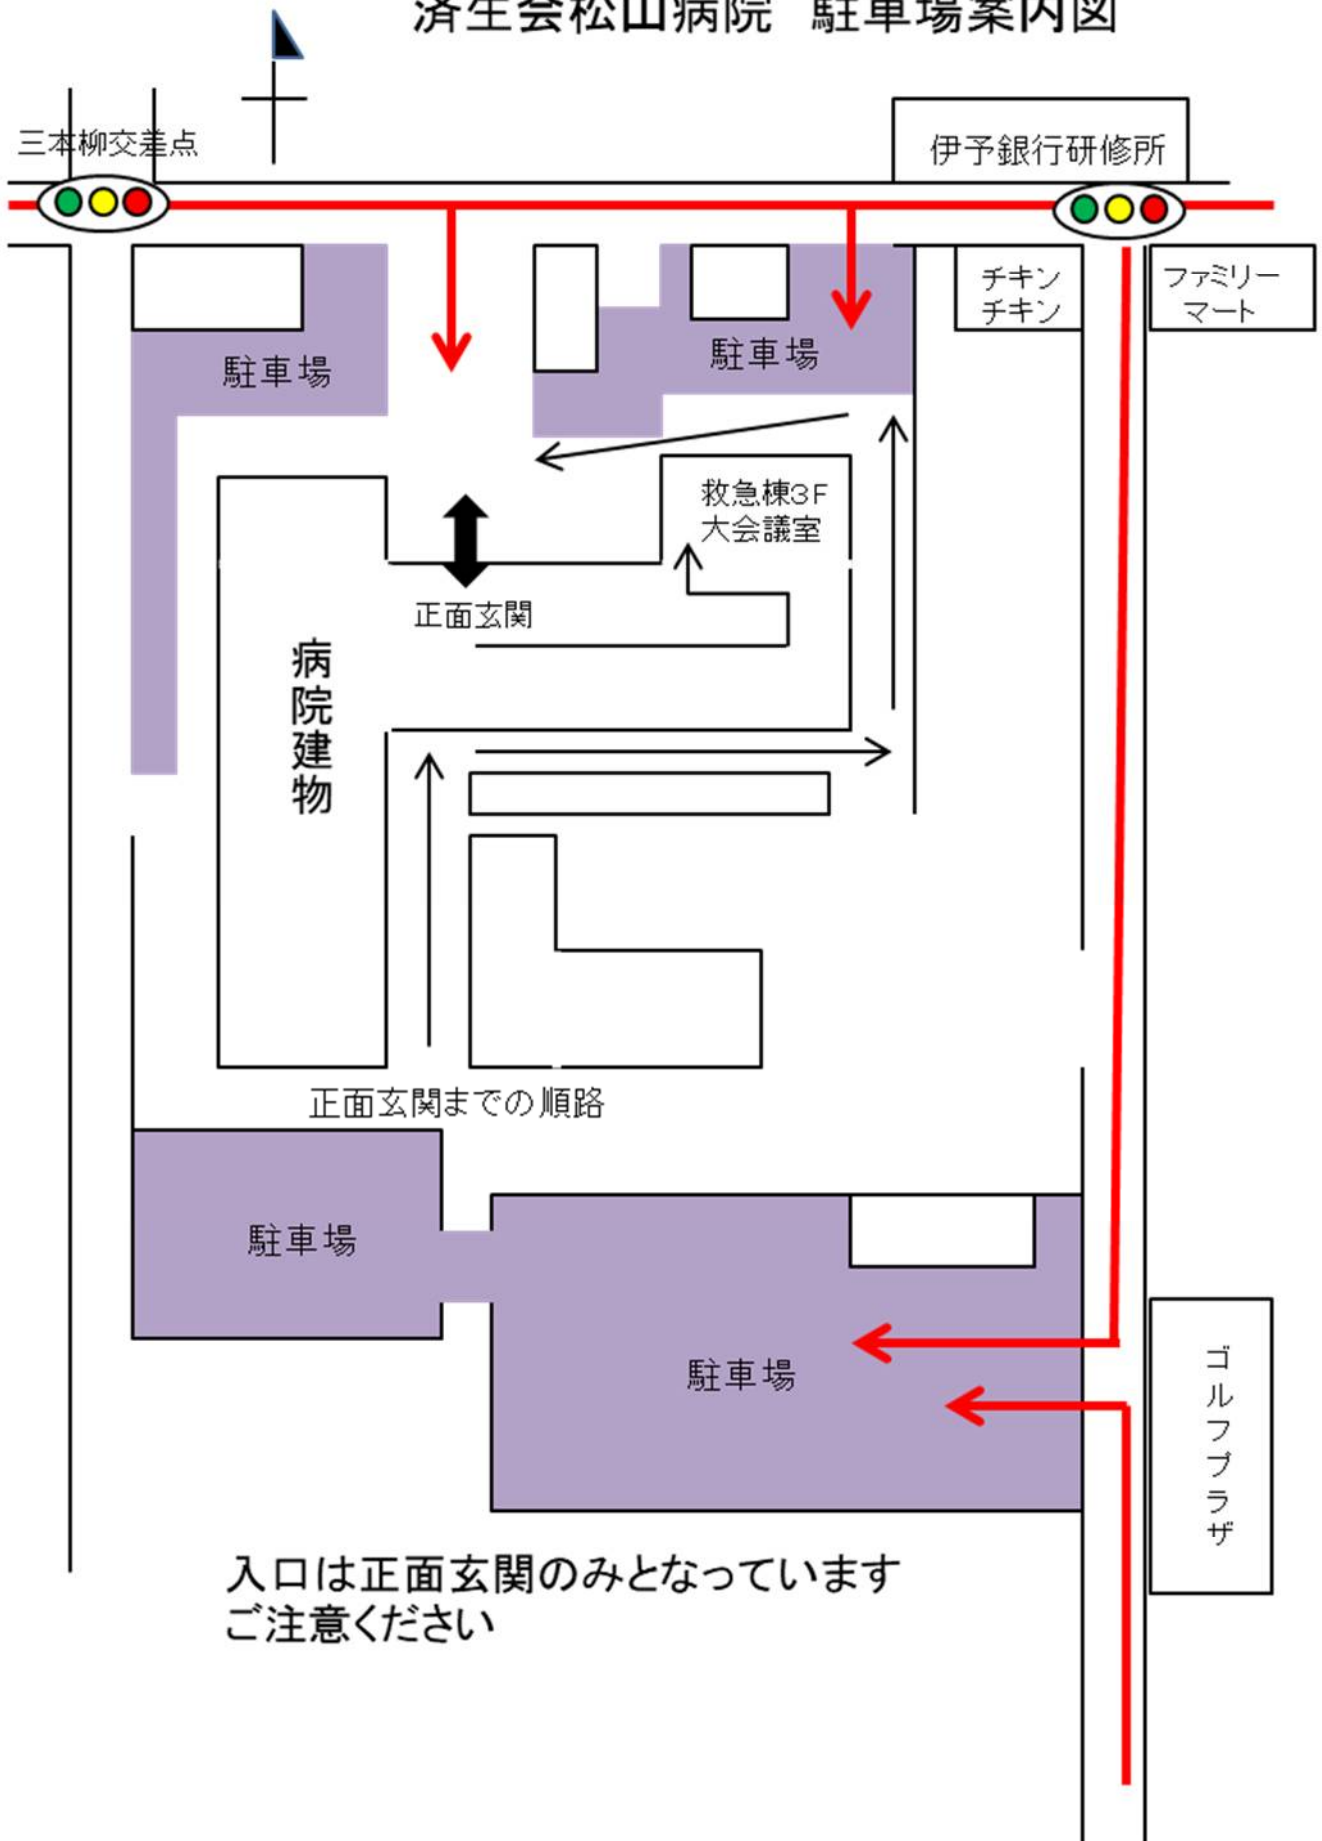 済生会松山病院 駐車場案内図
三本柳交差点
伊予銀行研修所
チキン
チキン
ファミリー
マート
駐車場
駐車場
救急棟3F
大会議室
正面玄関
病院建物
正面玄関までの順路
駐車場
駐車場
ゴルフプラザ
入口は正面玄関のみとなっています
ご注意ください